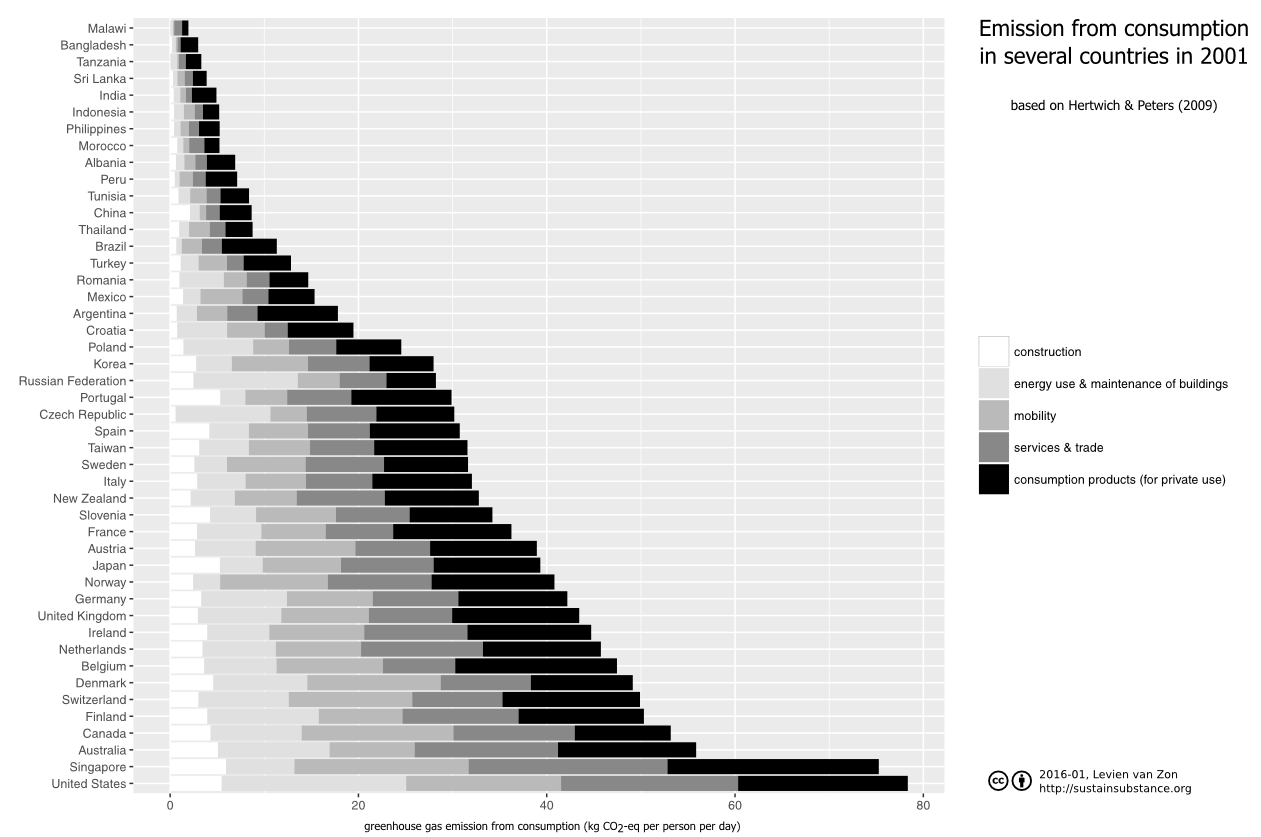 Emission from consumption
in several countries in 2001
based on Hertwich & Peters (2009)
Malawi
Bangladesh
Tanzania
Sri Lanka
India
Indonesia
Philippines
Morocco
Albania
Peru
Tunisia
China
Thailand
Brazil
Turkey
Romania
Mexico
Argentina
Croatia
Poland
Korea
Russian Federation
Portugal
Czech Republic
Spain
Taiwan
Sweden
Italy
New Zealand
Slovenia
France
Austria
Japan
Norway
Germany
United Kingdom
Ireland
Netherlands
Belgium
Denmark
Switzerland
Finland
Canada
Australia
Singapore
United States
0 20 40 60 80
greenhouse gas emission from consumption (kg CO2-eq per person per day)
construction
energy use & maintenance of buildings
mobility
services & trade
consumption products (for private use)
cc
2016-01, Levien van Zon
http://sustainsubstance.org